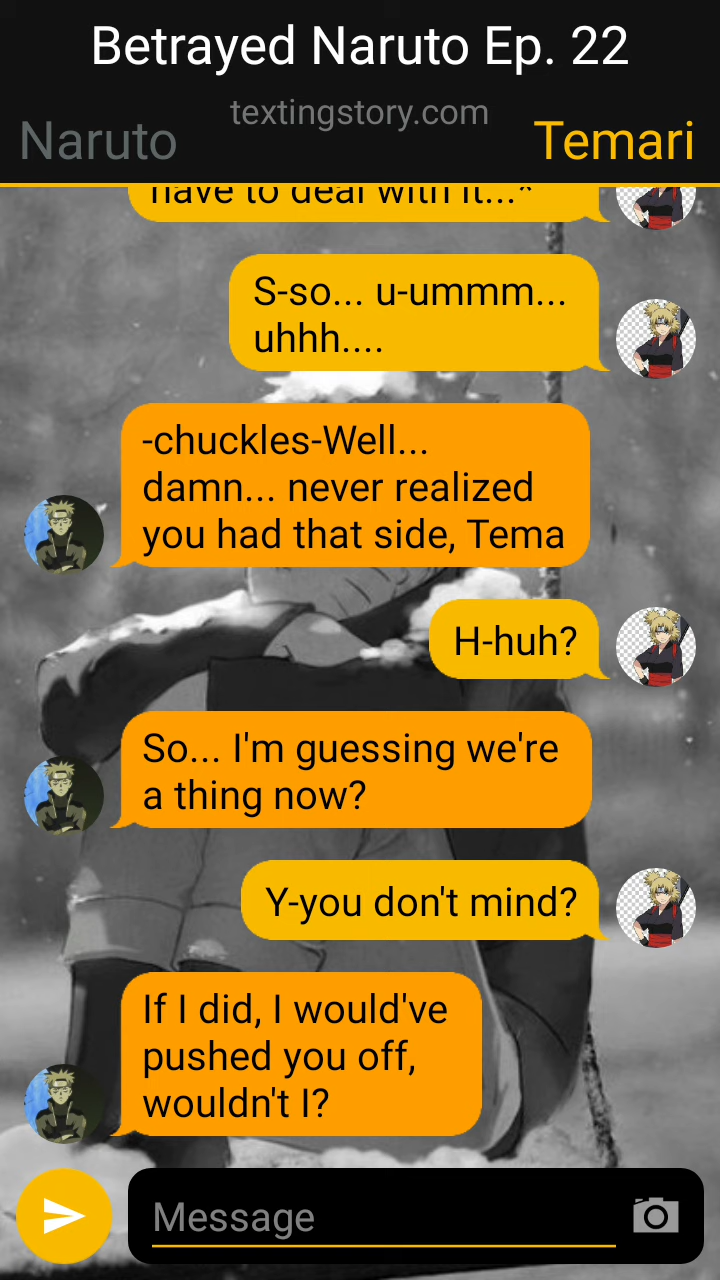 Betrayed Naruto Ep. 22
textingstory.com
Naruto
Temari
have to deal with it...^
S-so... u-ummm...
uhhh....
-chuckles-Well...
damn... never realized
you had that side, Tema
H-huh?
So... I'm guessing we're
a thing now?
Y-you don't mind?
If I did, I would've
pushed you off,
wouldn't I?
Message